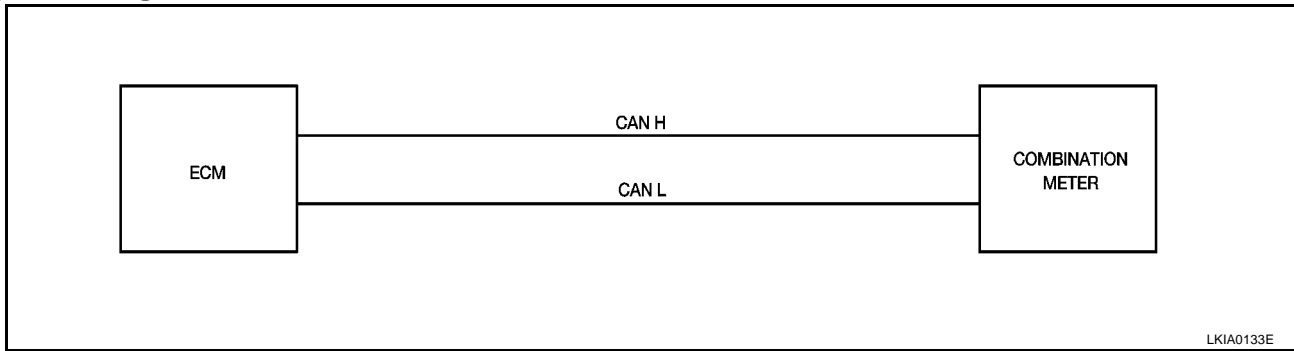 CAN H
ECM
COMBINATION
METER
CAN L
LKIA0133E